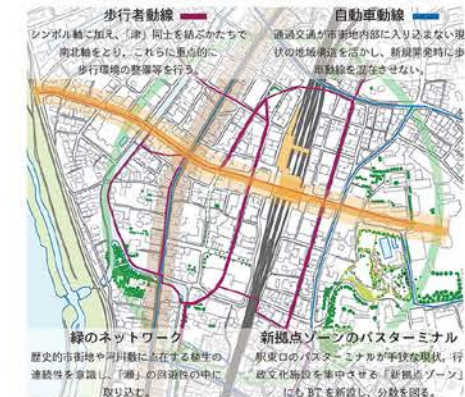 歩行者動線
シンボル軸に加え、「津」同士を結ぶかたちで
南北軸をとり、これらに重点的に
歩行環境の整備等を行う。
自動車動線
通過交通が市街地内部に入り込まない現
状の地域構造を活かし、新規開発時に歩
車動線を混在させない。
緑のネットワーク
歴史的市街地や河川敷に点在する緑生の
連続性を意識し、「瀬」の回遊性の中に
取り込む。
新拠点ゾーンのバスターミナル
駅東口のバスターミナルが手狭な現状。行
政文化施設を集中させる「新拠点ゾーン」
にも BT を新設し、分散を図る。